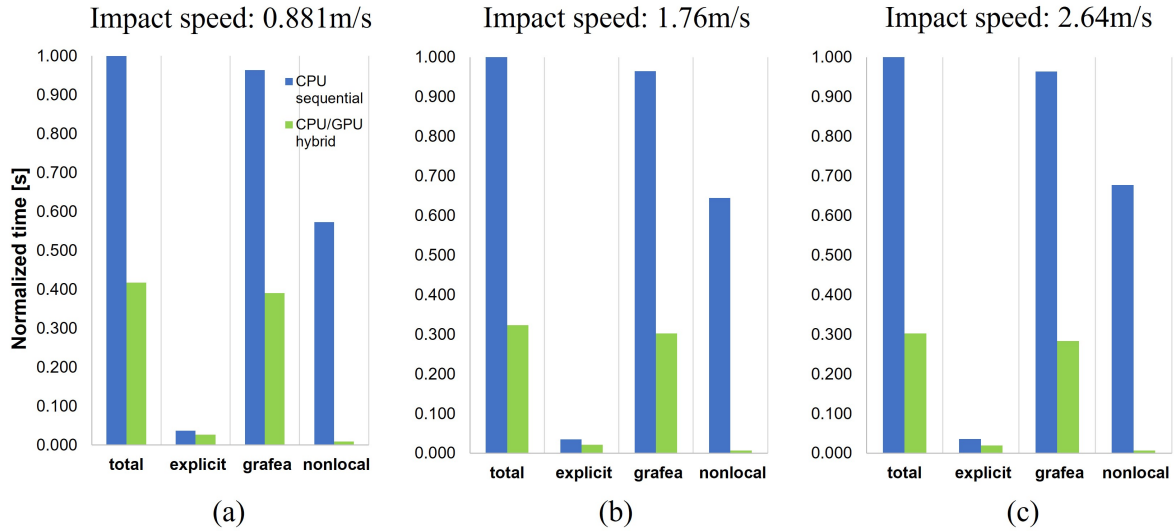 Impact speed: 0.881m/s
Impact speed: 1.76m/s
Impact speed: 2.64m/s
Normalized time [s]
1.000
0.900
0.800
0.700
0.600
0.500
0.400
0.300
0.200
0.100
0.000
CPU
sequential
CPU/GPU
hybrid
total explicit grafea nonlocal
(a)
1.000
0.900
0.800
0.700
0.600
0.500
0.400
0.300
0.200
0.100
0.000
total explicit grafea nonlocal
(b)
1.000
0.900
0.800
0.700
0.600
0.500
0.400
0.300
0.200
0.100
0.000
total explicit grafea nonlocal
(c)